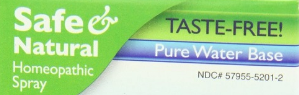 Safe &
Natural
Homeopathic
Spray
TASTE-FREE!
Pure Water Base
NDC# 57955-5201-2